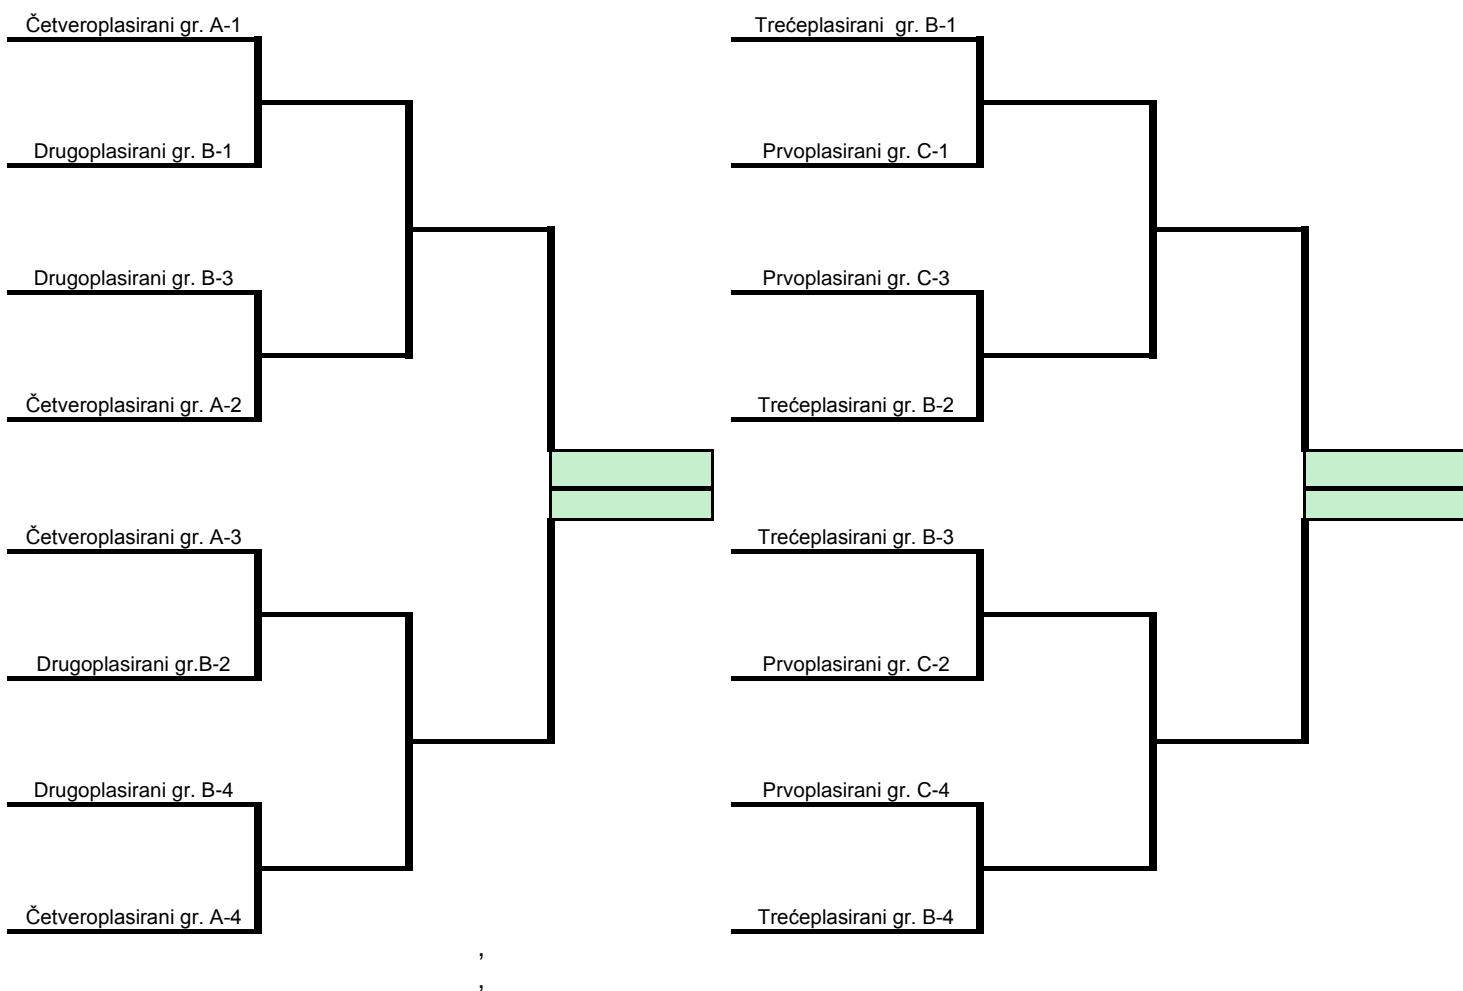 Četveroplasirani gr. A-1
Drugoplasirani gr. B-1
Drugoplasirani gr. B-3
Četveroplasirani gr. A-2
Četveroplasirani gr. A-3
Drugoplasirani gr.B-2
Drugoplasirani gr. B-4
Četveroplasirani gr. A-4
Trećeplasirani  gr. B-1
Prvoplasirani gr. C-1
Prvoplasirani gr. C-3
Trećeplasirani gr. B-2
Trećeplasirani gr. B-3
Prvoplasirani gr. C-2
Prvoplasirani gr. C-4
Trećeplasirani gr. B-4
,
,